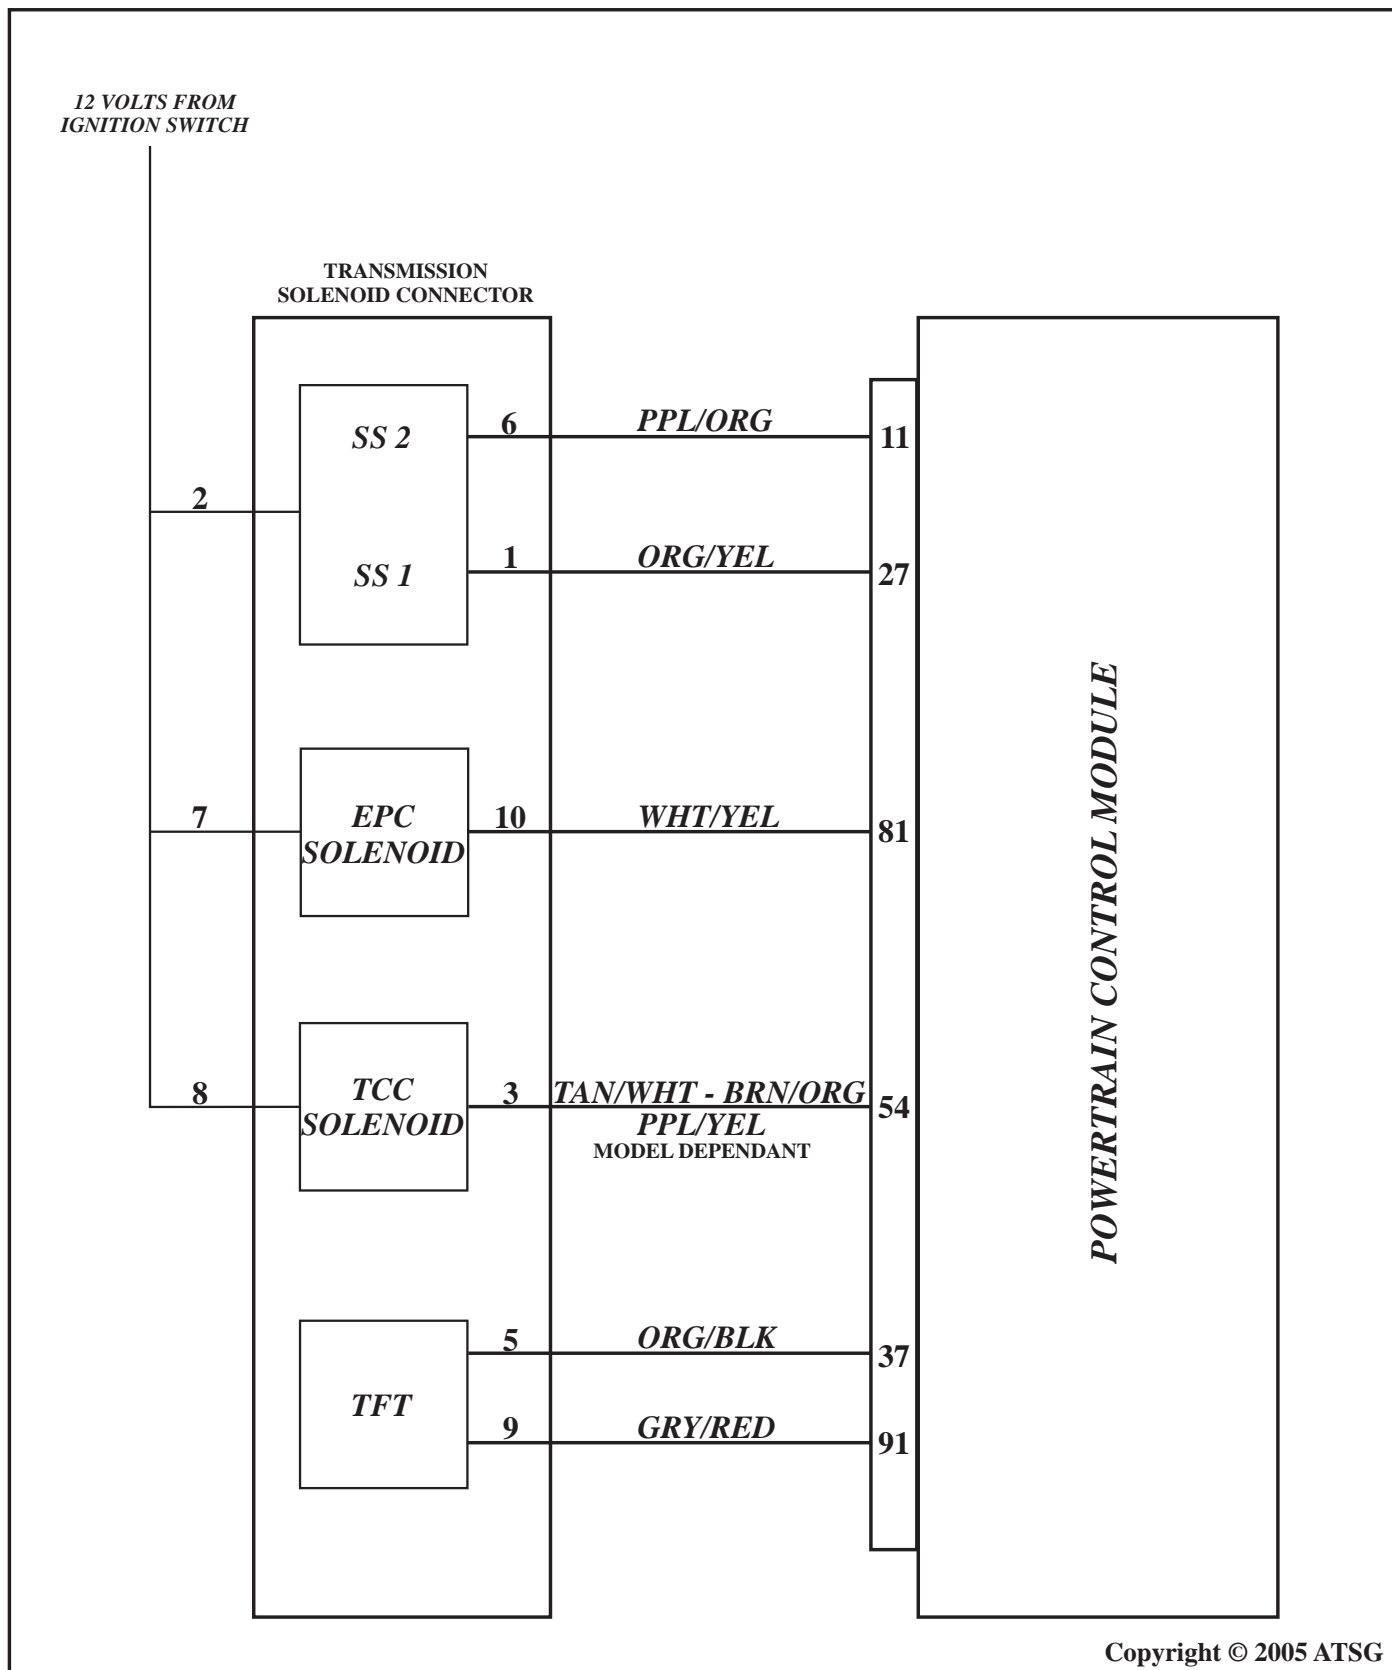 12 VOLTS FROM
IGNITION SWITCH
TRANSMISSION
SOLENOID CONNECTOR
SS 2
6
PPL/ORG
11
2
SS 1
1
ORG/YEL
27
7
EPC
SOLENOID
10
WHT/YEL
81
8
TCC
SOLENOID
3
TAN/WHT - BRN/ORG
PPL/YEL
MODEL DEPENDANT
54
TFT
5
ORG/BLK
37
9
GRY/RED
91
POWERTRAIN CONTROL MODULE
Copyright © 2005 ATSG